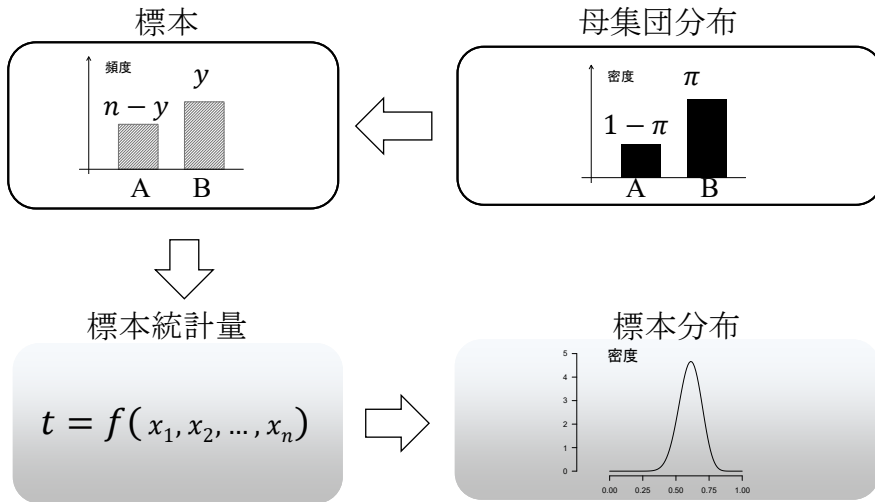 標本
頻度
n − y
y
A B
母集団分布
密度
1 − π
π
A B
標本統計量
t = f( x₁, x₂, … , xₙ)
標本分布
密度
5
4
3
2
1
0
0.00 0.25 0.50 0.75 1.00